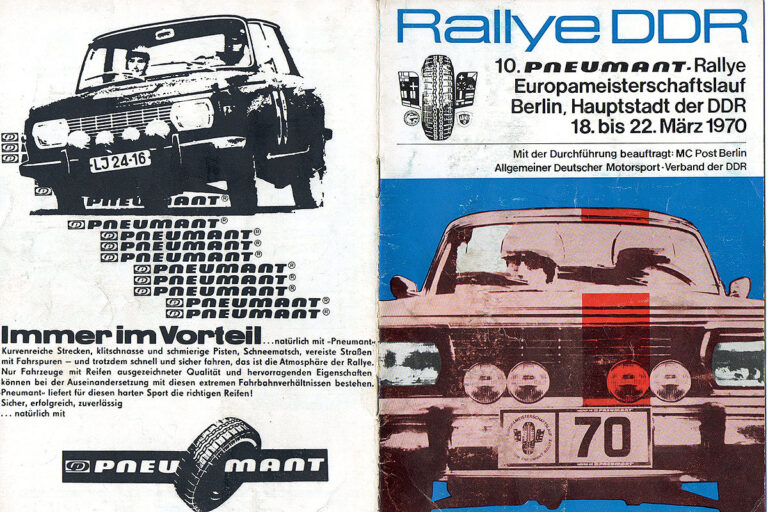 LJ 24-16
PNEUMANT®
PNEUMANT®
PNEUMANT®
PNEUMANT®
PNEUMANT®
PNEUMANT®
PNEUMANT®
PNEUMANT®
PNEUMANT®
PNEUMANT®
Immer im Vorteil ...natürlich mit »Pneumant«
Kurvenreiche Strecken, klitschnasse und schmierige Pisten, Schneematsch, vereiste Straßen
mit Fahrspuren — und trotzdem schnell und sicher fahren, das ist die Atmosphäre der Rallye.
Nur Fahrzeuge mit Reifen ausgezeichneter Qualität und hervorragenden Eigenschaften
können bei der Auseinandersetzung mit diesen extremen Fahrbahnverhältnissen bestehen.
»Pneumant« liefert für diesen harten Sport die richtigen Reifen!
Sicher, erfolgreich, zuverlässig
... natürlich mit
PNEUMANT
Rallye DDR
10. PNEUMANT-Rallye
Europameisterschaftslauf
Berlin, Hauptstadt der DDR
18. bis 22. März 1970
Mit der Durchführung beauftragt: MC Post Berlin
Allgemeiner Deutscher Motorsport-Verband der DDR
70